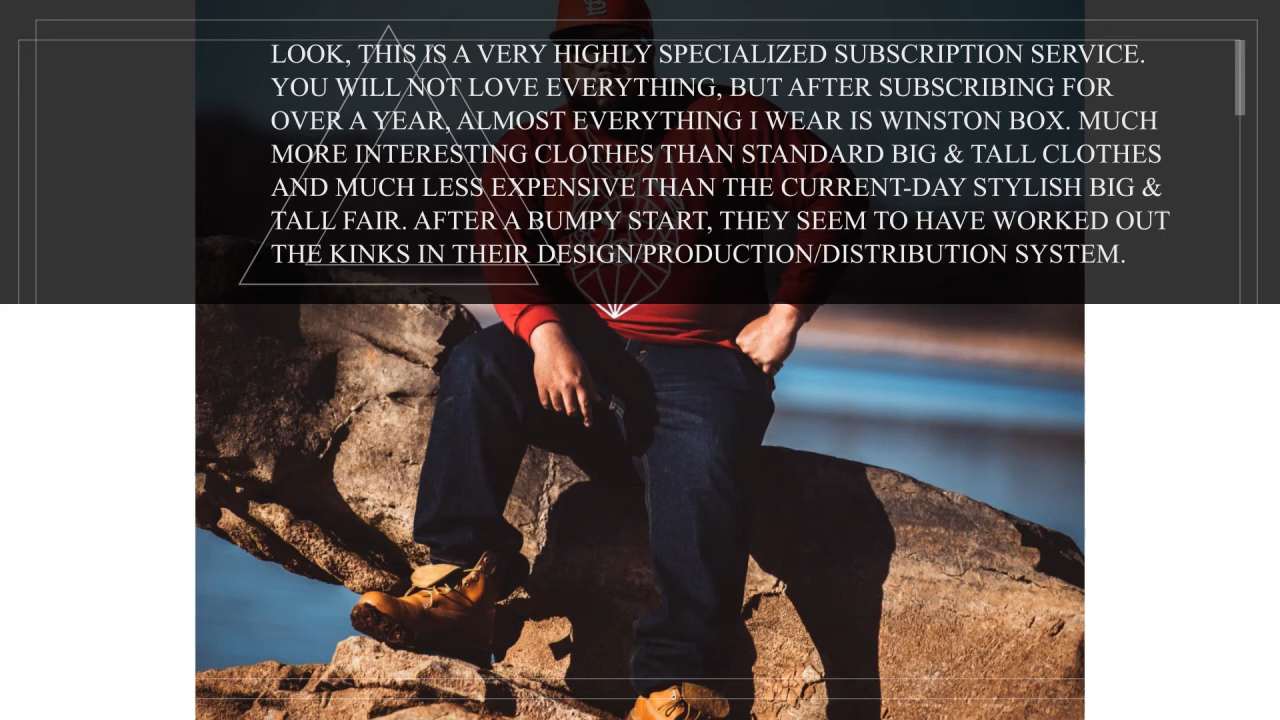 LOOK, THIS IS A VERY HIGHLY SPECIALIZED SUBSCRIPTION SERVICE.
YOU WILL NOT LOVE EVERYTHING, BUT AFTER SUBSCRIBING FOR
OVER A YEAR, ALMOST EVERYTHING I WEAR IS WINSTON BOX. MUCH
MORE INTERESTING CLOTHES THAN STANDARD BIG & TALL CLOTHES
AND MUCH LESS EXPENSIVE THAN THE CURRENT-DAY STYLISH BIG &
TALL FAIR. AFTER A BUMPY START, THEY SEEM TO HAVE WORKED OUT
THE KINKS IN THEIR DESIGN/PRODUCTION/DISTRIBUTION SYSTEM.